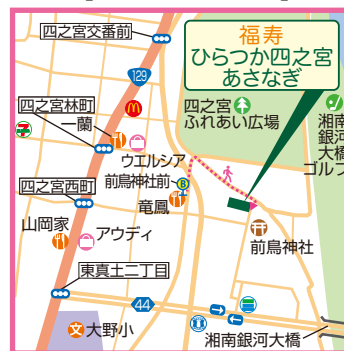 四之宮交番前
福寿
ひらつか四之宮
あさなぎ
129
四之宮林町
一蘭
四之宮
ふれあい広場
湘南
銀河
大橋
ゴルフ
7
M
ウエルシア
前鳥神社前
B
四之宮西町
竜鳳
山岡家
アウディ
前鳥神社
東真土二丁目
44
文
大野小
湘南銀河大橋